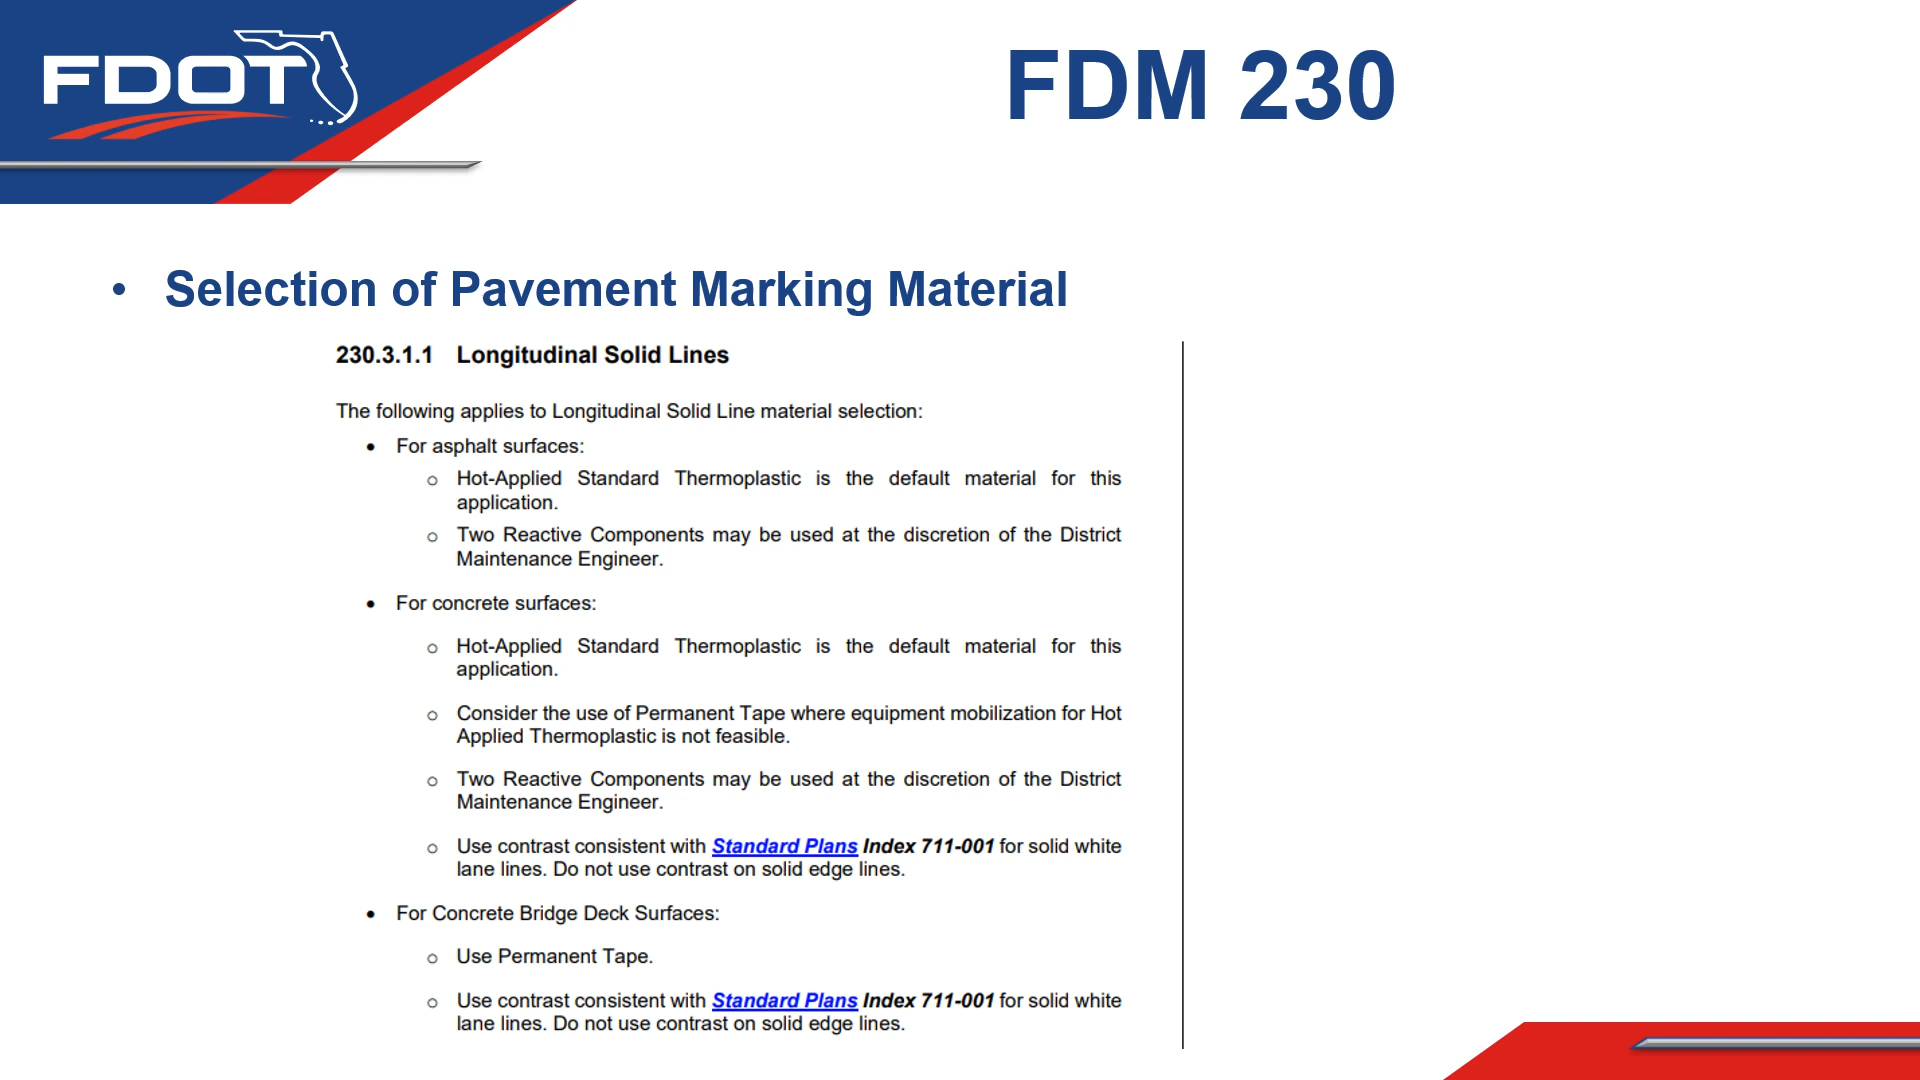 FDOT
FDM 230
• Selection of Pavement Marking Material
230.3.1.1 Longitudinal Solid Lines
The following applies to Longitudinal Solid Line material selection:
• For asphalt surfaces:
o Hot-Applied Standard Thermoplastic is the default material for this
application.
o Two Reactive Components may be used at the discretion of the District
Maintenance Engineer.
• For concrete surfaces:
o Hot-Applied Standard Thermoplastic is the default material for this
application.
o Consider the use of Permanent Tape where equipment mobilization for Hot
Applied Thermoplastic is not feasible.
o Two Reactive Components may be used at the discretion of the District
Maintenance Engineer.
o Use contrast consistent with Standard Plans Index 711-001 for solid white
lane lines. Do not use contrast on solid edge lines.
• For Concrete Bridge Deck Surfaces:
o Use Permanent Tape.
o Use contrast consistent with Standard Plans Index 711-001 for solid white
lane lines. Do not use contrast on solid edge lines.